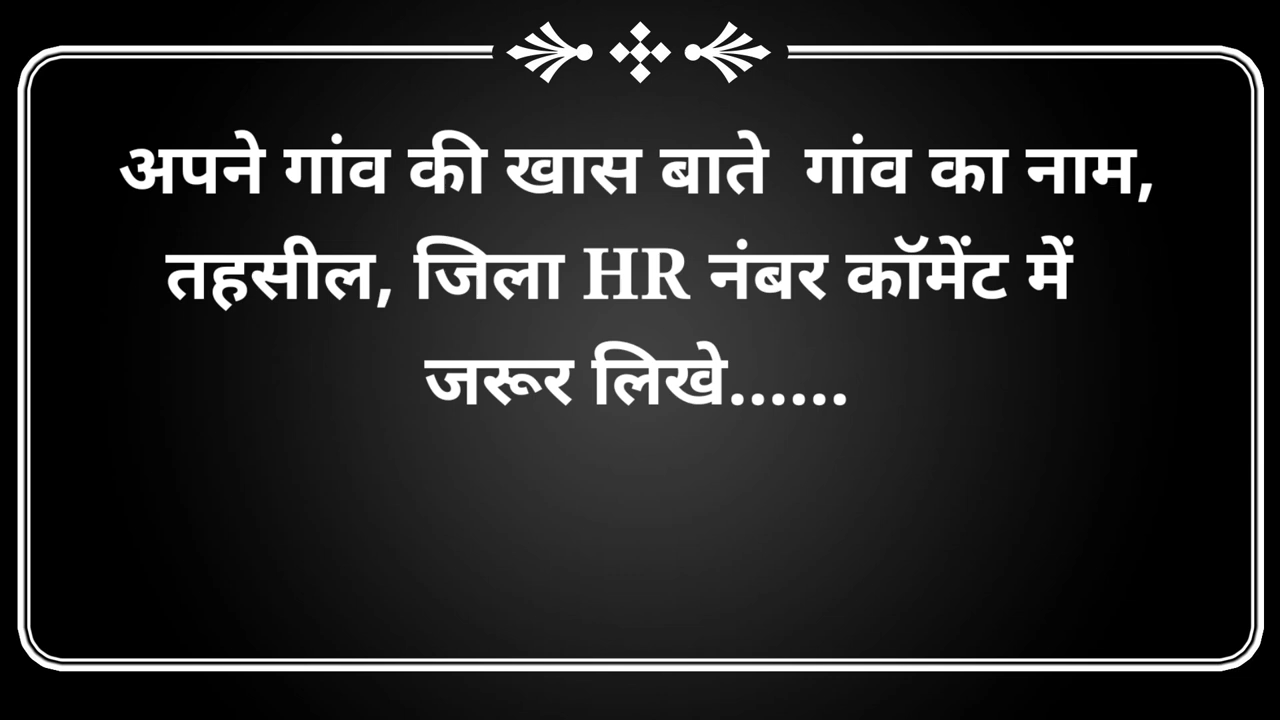 अपने गांव की खास बाते  गांव का नाम,
तहसील, जिला HR नंबर कॉमेंट में
जरूर लिखे......